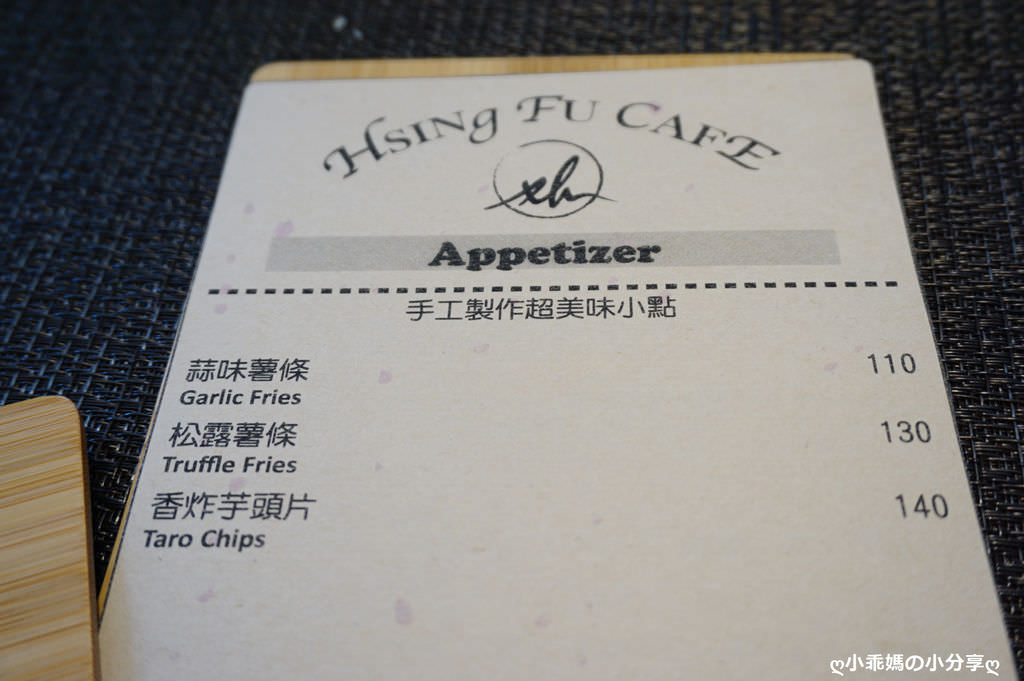 HSING FU CAFE
xh
Appetizer
手工製作超美味小點
蒜味薯條 110
Garlic Fries
松露薯條 130
Truffle Fries
香炸芋頭片 140
Taro Chips
ღ小乖媽の小分享ღ